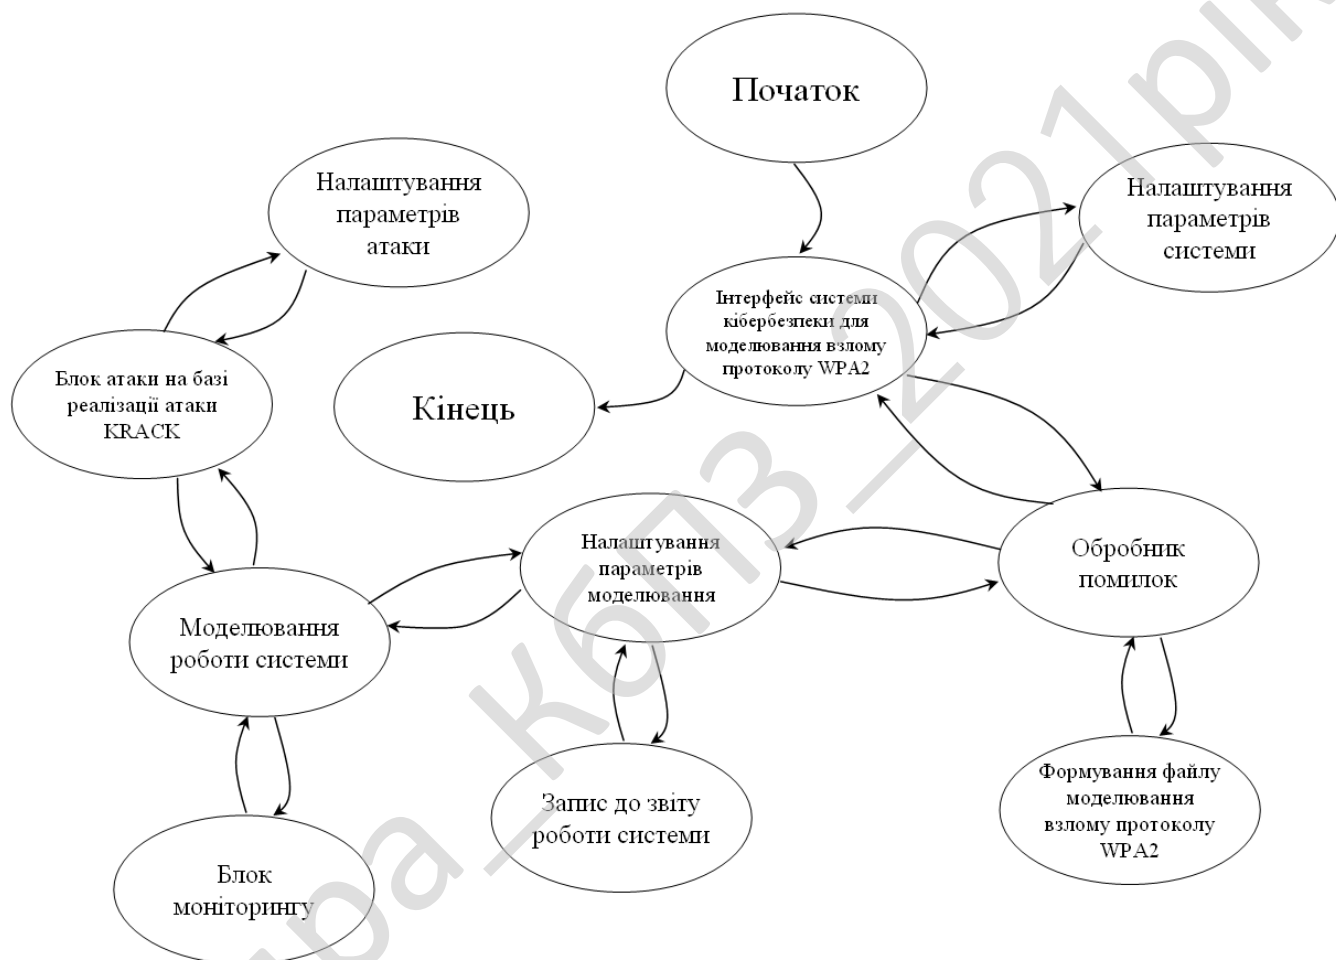 Початок
Налаштування
параметрів
атаки
Налаштування
параметрів
системи
Інтерфейс системи
кібербезпеки для
моделювання взлому
протоколу WPA2
Блок атаки на базі
реалізації атаки
KRACK
Кінець
Налаштування
параметрів
моделювання
Обробник
помилок
Моделювання
роботи системи
Запис до звіту
роботи системи
Формування файлу
моделювання
взлому протоколу
WPA2
Блок
моніторингу
ра_КбПЗ_2021рік